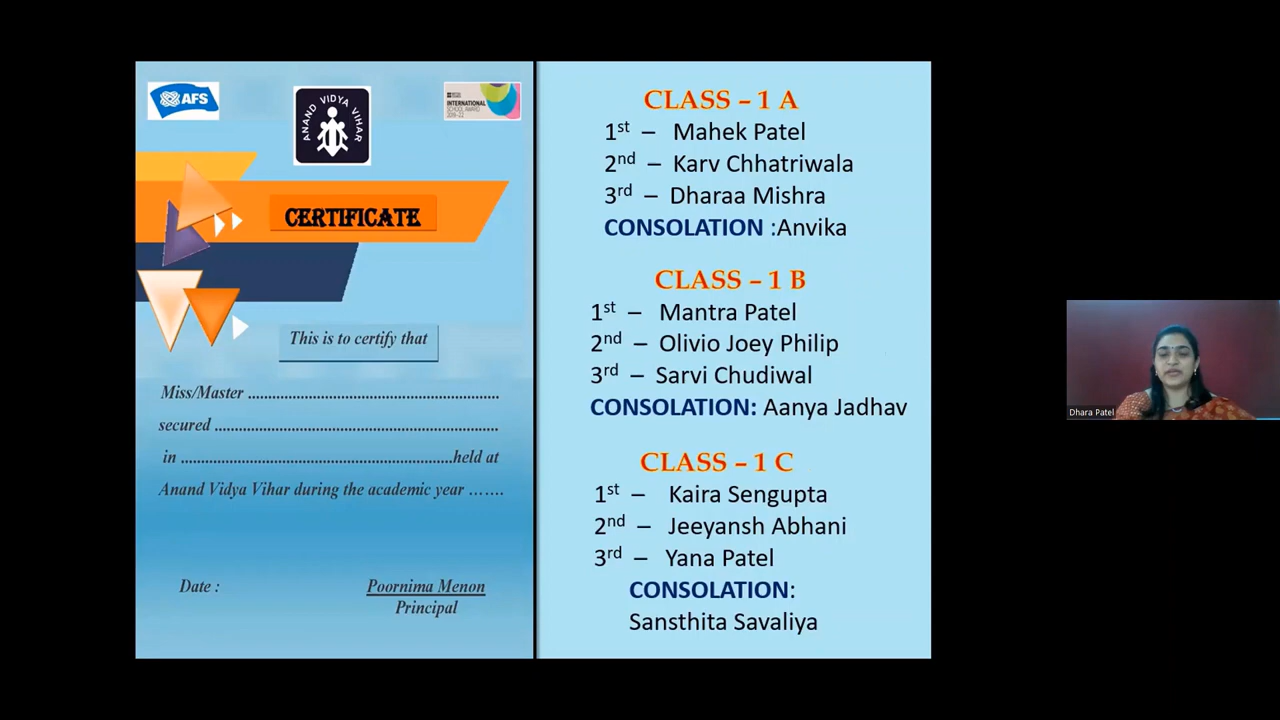 AFS
ANAND VIDYA VIHAR
INTERNATIONAL
SCHOOL AWARD
CERTIFICATE
This is to certify that
Miss/Master ....................................................
secured ...........................................................
in .........................................................held at
Anand Vidya Vihar during the academic year …….
Date :
Poornima Menon
Principal
CLASS – 1 A
1st – Mahek Patel
2nd – Karv Chhatriwala
3rd – Dharaa Mishra
CONSOLATION :Anvika
CLASS – 1 B
1st – Mantra Patel
2nd – Olivio Joey Philip
3rd – Sarvi Chudiwal
CONSOLATION: Aanya Jadhav
CLASS – 1 C
1st – Kaira Sengupta
2nd – Jeeyansh Abhani
3rd – Yana Patel
CONSOLATION:
Sansthita Savaliya
Dhara Patel